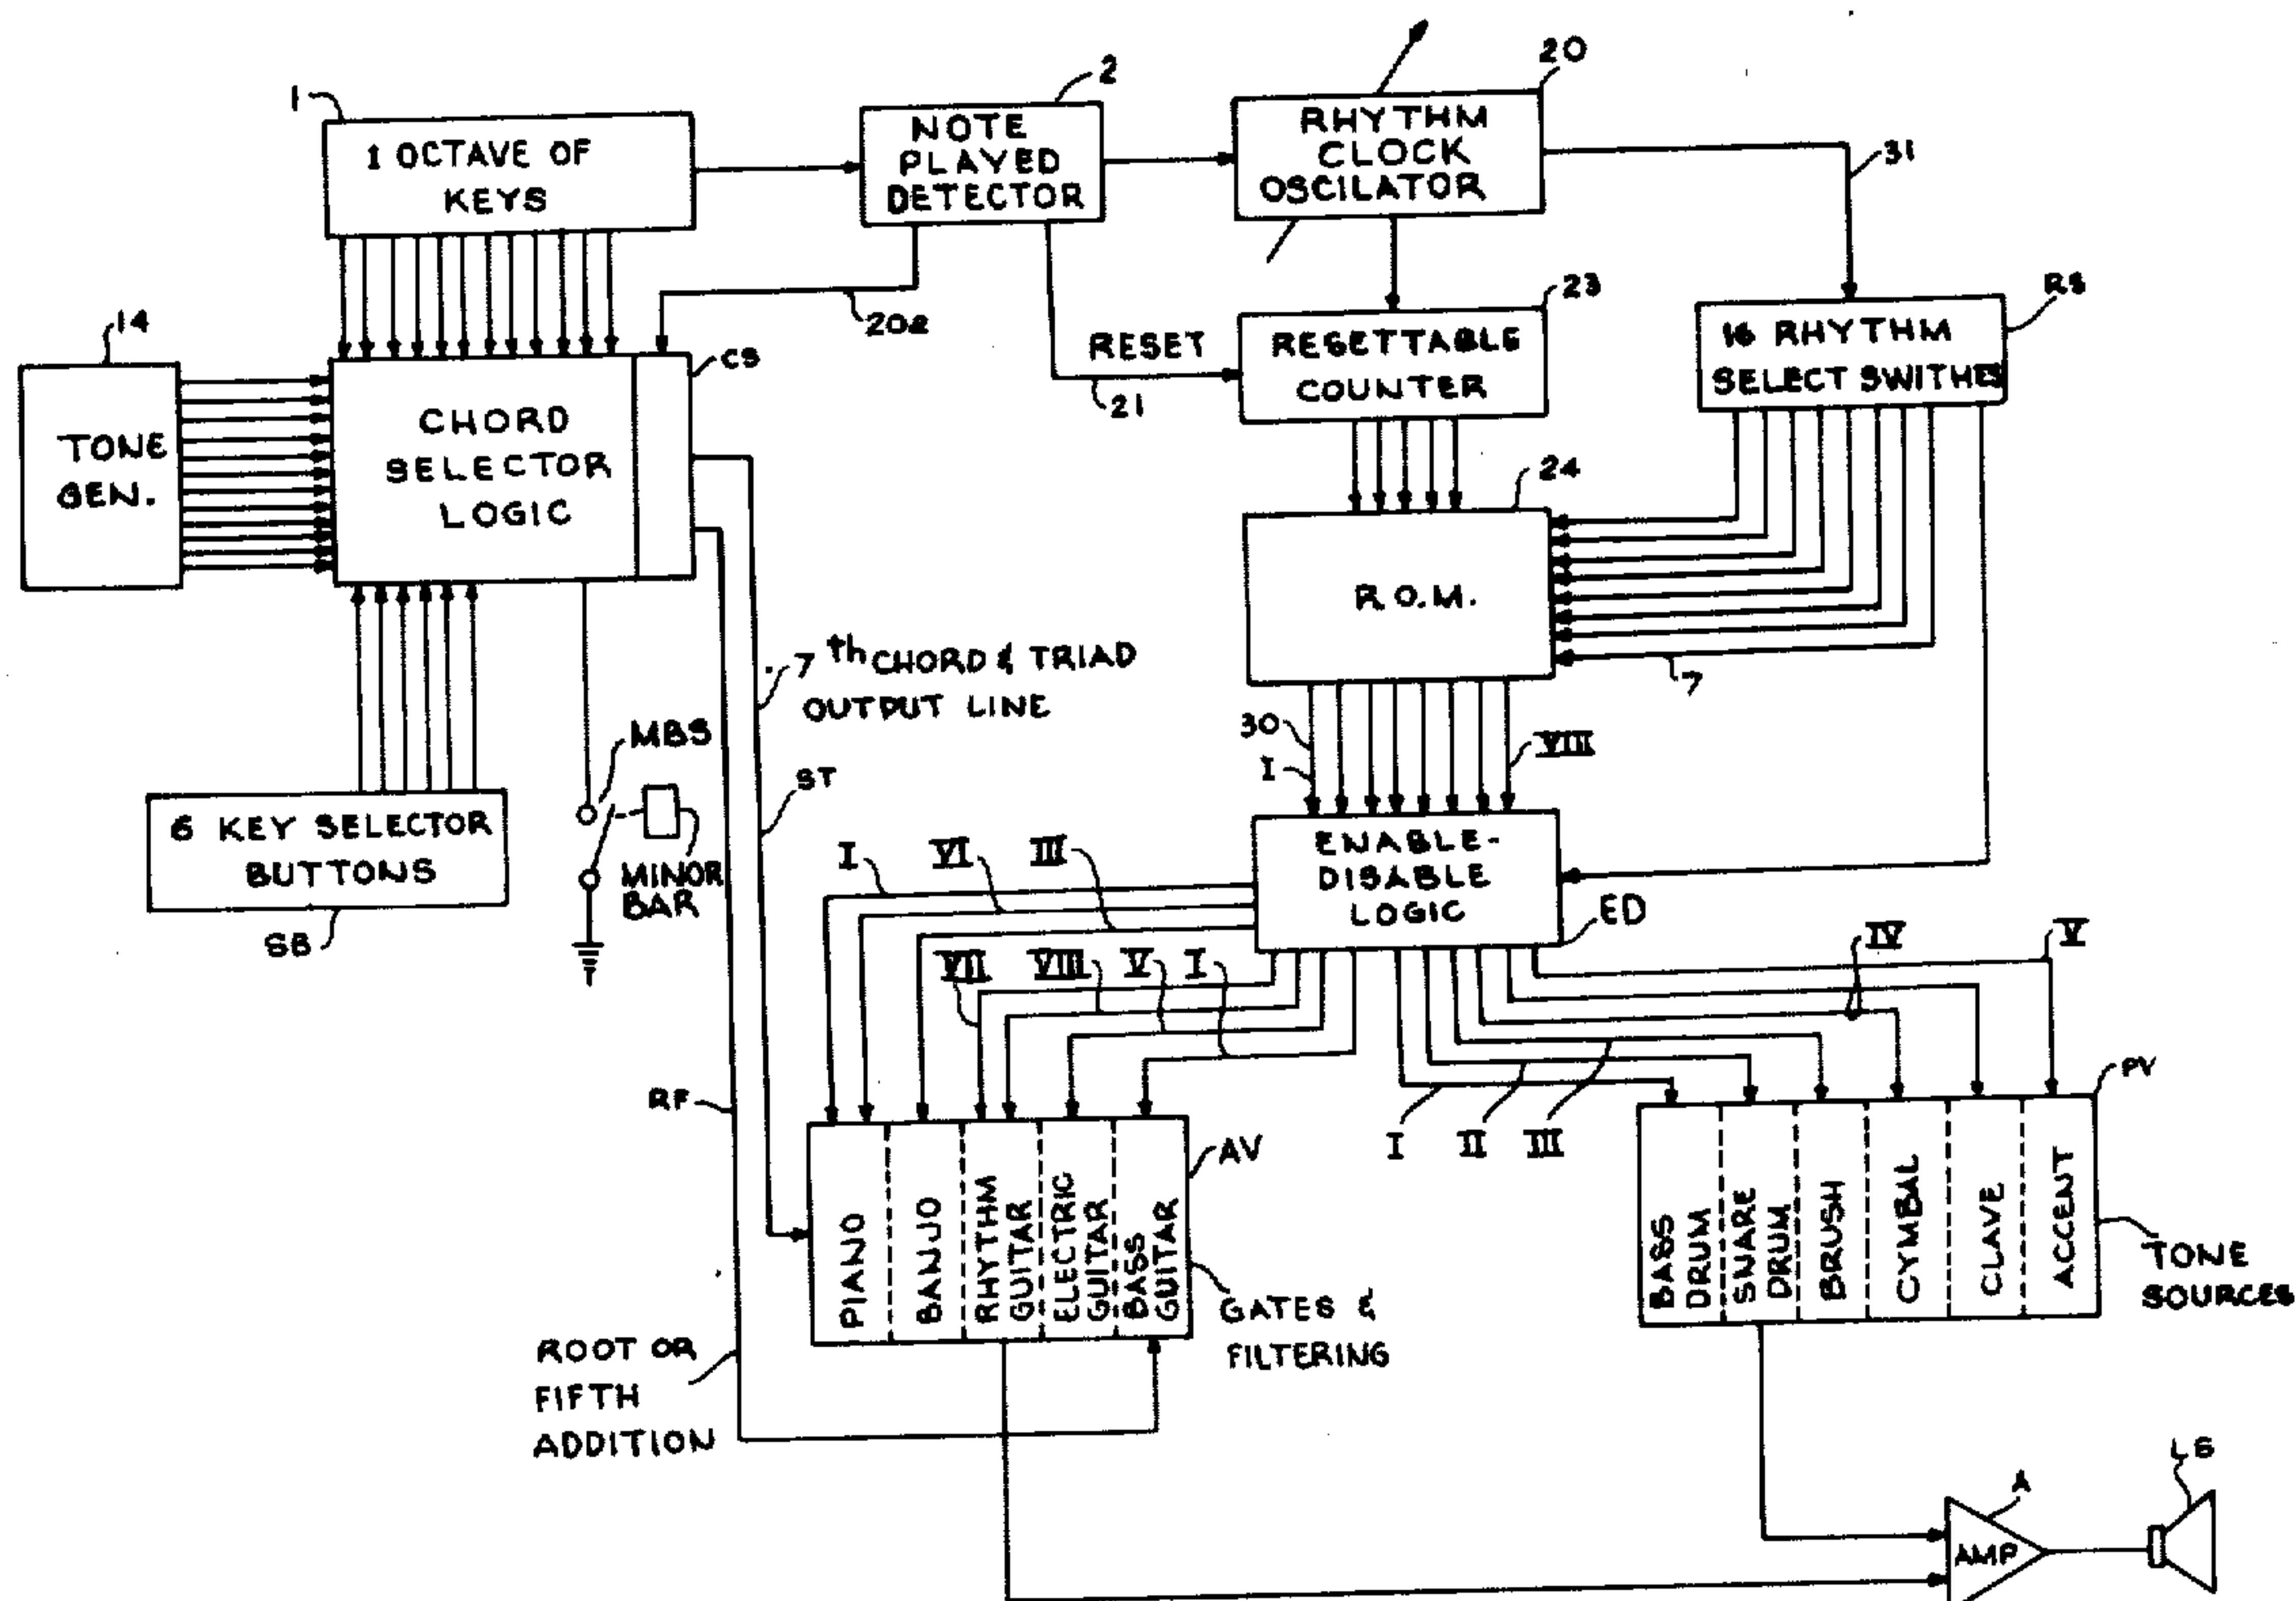 1
1 OCTAVE OF
KEYS
2
NOTE
PLAYED
DETECTOR
20
RHYTHM
CLOCK
OSCILATOR
31
14
TONE
GEN.
20a
CS
CHORD
SELECTOR
LOGIC
RESET
21
23
RESETTABLE
COUNTER
RS
16 RHYTHM
SELECT SWITHES
24
R.O.M.
7
7th CHORD & TRIAD
OUTPUT LINE
MBS
ST
MINOR
BAR
6 KEY SELECTOR
BUTTONS
SB
30
I
VIII
ENABLE-
DISABLE
LOGIC
ED
I
VI
III
VII
VIII
V
I
IV
V
I
II
III
RF
AV
PIANO
BANJO
RHYTHM
GUITAR
ELECTRIC
GUITAR
BASS
GUITAR
GATES &
FILTERING
PV
BASS
DRUM
SNARE
DRUM
BRUSH
CYMBAL
CLAVE
ACCENT
TONE
SOURCES
ROOT OR
FIFTH
ADDITION
A
AMP
LS